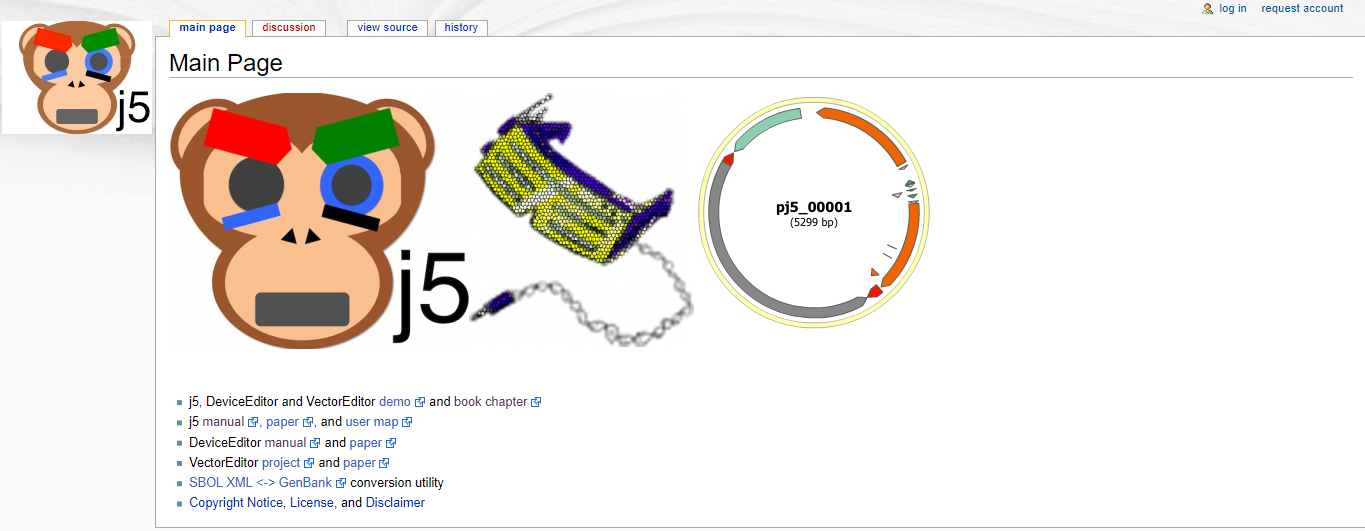 log in request account
main page discussion view source history
j5
Main Page
j5
pj5_00001
(5299 bp)
j5, DeviceEditor and VectorEditor demo and book chapter
j5 manual, paper, and user map
DeviceEditor manual and paper
VectorEditor project and paper
SBOL XML <-> GenBank conversion utility
Copyright Notice, License, and Disclaimer